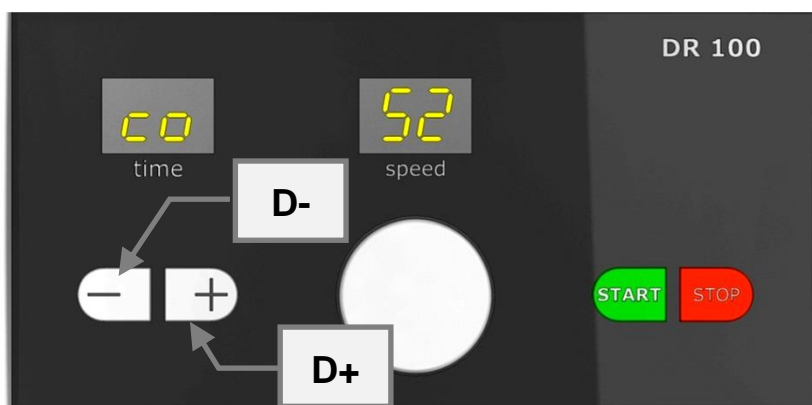 DR 100
co
52
time
speed
D-
−
+
START
STOP
D+